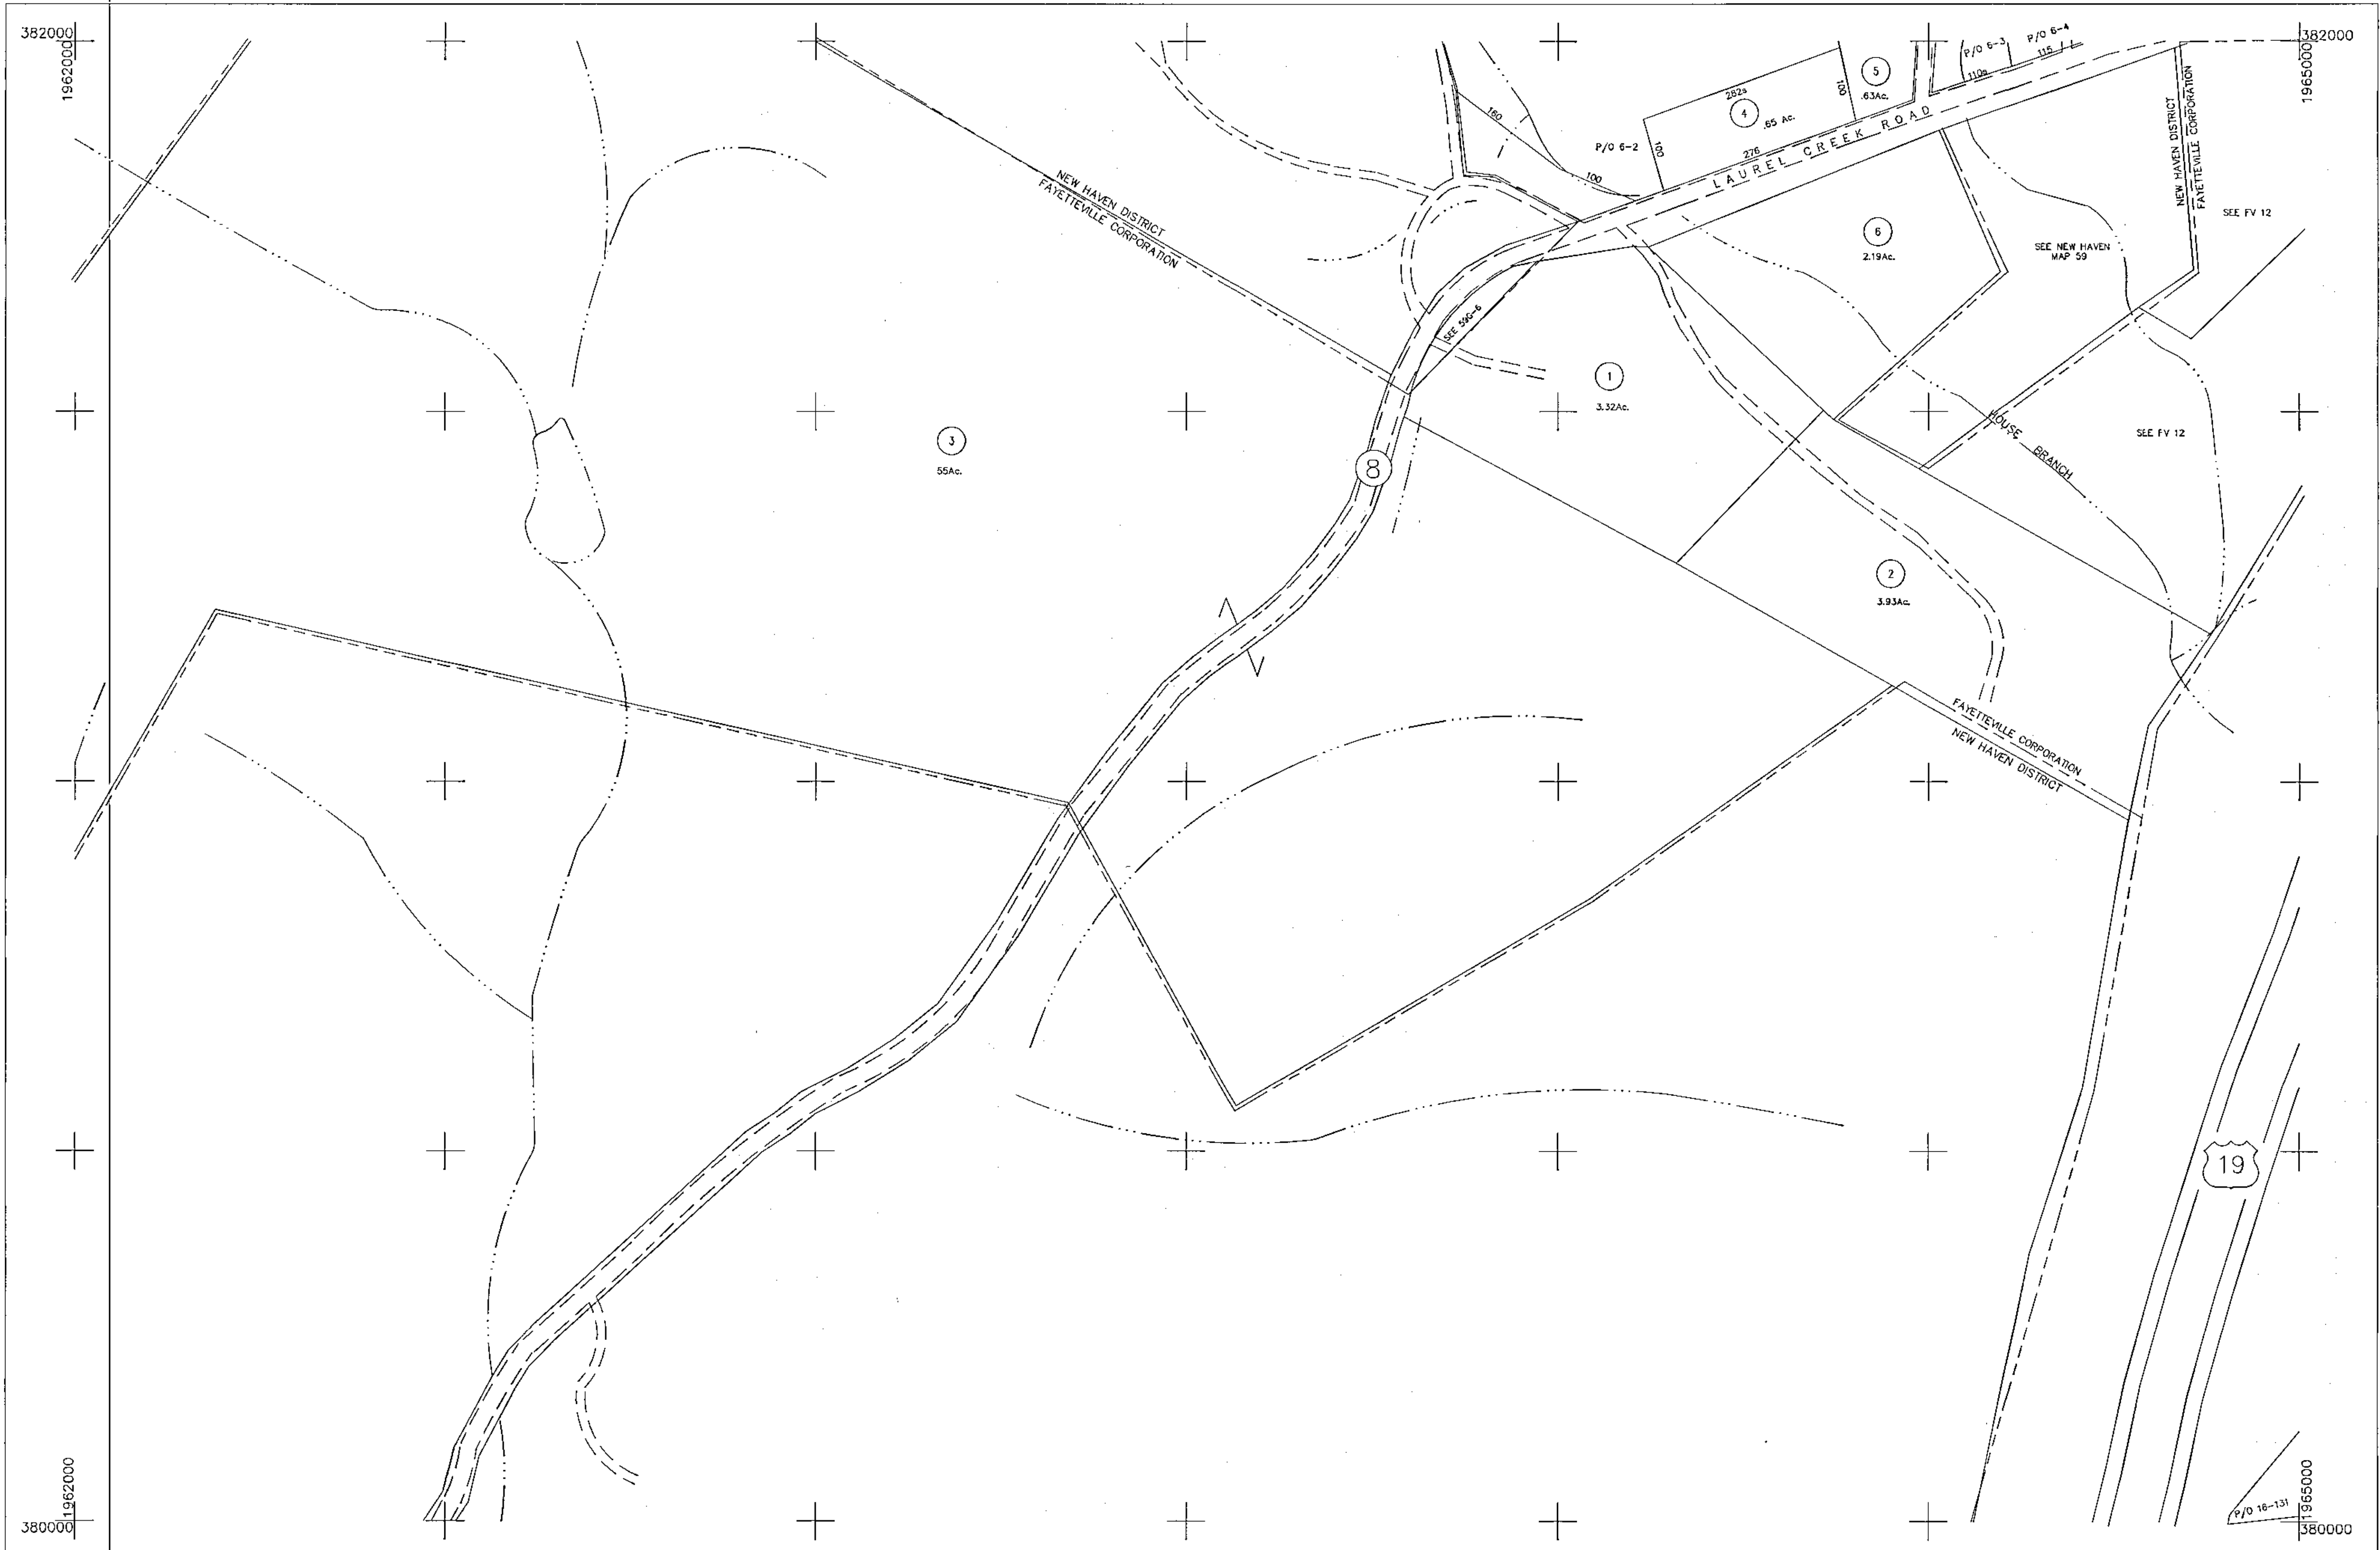 382000
1962000
382000
1965000
P/O 6-3
P/O 6-4
115
110s
5
.63Ac.
100
282s
4
.65 Ac.
100
P/O 6-2
276
160
100
LAUREL CREEK ROAD
NEW HAVEN DISTRICT
FAYETTEVILLE CORPORATION
NEW HAVEN DISTRICT
FAYETTEVILLE CORPORATION
SEE FV 12
6
2.19Ac.
SEE NEW HAVEN
MAP 59
SEE 59G-6
1
3.32Ac.
3
55Ac.
8
HOUSE BRANCH
SEE FV 12
2
3.93Ac.
FAYETTEVILLE CORPORATION
NEW HAVEN DISTRICT
19
P/O 16-131
1962000
380000
1965000
380000